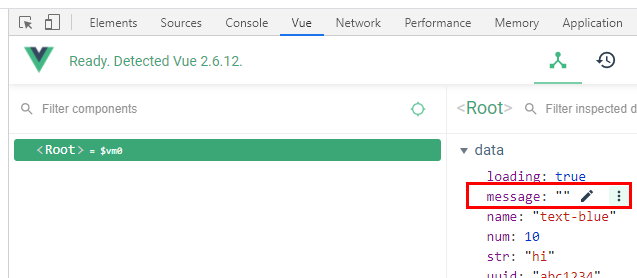 Elements Sources Console Vue Network Performance Memory Application
Ready. Detected Vue 2.6.12.
Filter components
<Root> Filter inspected d
<Root> = $vm0
data
loading: true
message: ""
name: "text-blue"
num: 10
str: "hi"
uuid: "abc1234"